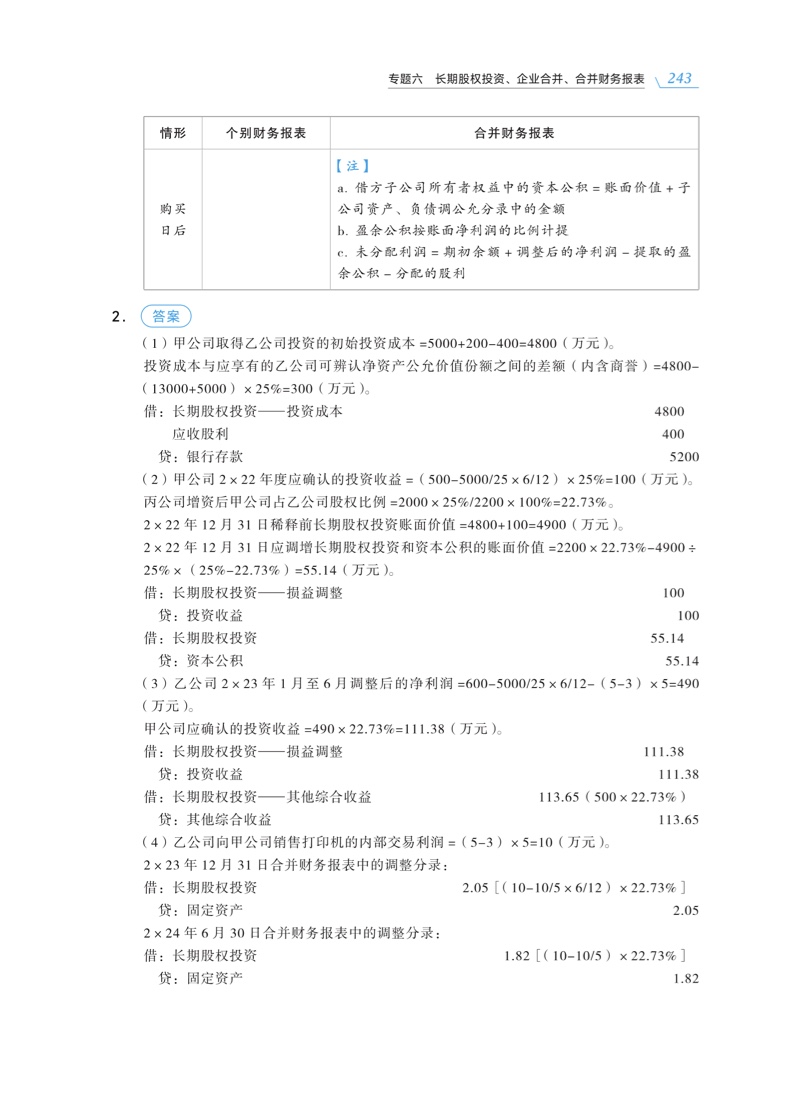 专题六 长期股权投资、企业合并、合并财务报表 243
情形 个别财务报表 合并财务报表
购买
日后
【注】
a. 借方子公司所有者权益中的资本公积 = 账面价值 + 子
公司资产、负债调公允分录中的金额
b. 盈余公积按账面净利润的比例计提
c. 未分配利润 = 期初余额 + 调整后的净利润 – 提取的盈
余公积 – 分配的股利
2. 答案
（1）甲公司取得乙公司投资的初始投资成本 =5000+200–400=4800（万元）。
投资成本与应享有的乙公司可辨认净资产公允价值份额之间的差额（内含商誉）=4800–
（13000+5000）× 25%=300（万元）。
借：长期股权投资——投资成本 4800
应收股利 400
贷：银行存款 5200
（2）甲公司 2 × 22 年度应确认的投资收益 =（500–5000/25 × 6/12）× 25%=100（万元）。
丙公司增资后甲公司占乙公司股权比例 =2000 × 25%/2200 × 100%=22.73%。
2 × 22 年 12 月 31 日稀释前长期股权投资账面价值 =4800+100=4900（万元）。
2 × 22 年 12 月 31 日应调增长期股权投资和资本公积的账面价值 =2200 × 22.73%–4900 ÷
25% ×（25%–22.73%）=55.14（万元）。
借：长期股权投资——损益调整 100
贷：投资收益 100
借：长期股权投资 55.14
贷：资本公积 55.14
（3）乙公司 2 × 23 年 1 月至 6 月调整后的净利润 =600–5000/25 × 6/12–（5–3）× 5=490
（万元）。
甲公司应确认的投资收益 =490 × 22.73%=111.38（万元）。
借：长期股权投资——损益调整 111.38
贷：投资收益 111.38
借：长期股权投资——其他综合收益 113.65（500 × 22.73%）
贷：其他综合收益 113.65
（4）乙公司向甲公司销售打印机的内部交易利润 =（5–3）× 5=10（万元）。
2 × 23 年 12 月 31 日合并财务报表中的调整分录：
借：长期股权投资 2.05［（10–10/5 × 6/12）× 22.73%］
贷：固定资产 2.05
2 × 24 年 6 月 30 日合并财务报表中的调整分录：
借：长期股权投资 1.82［（10–10/5）× 22.73%］
贷：固定资产 1.82